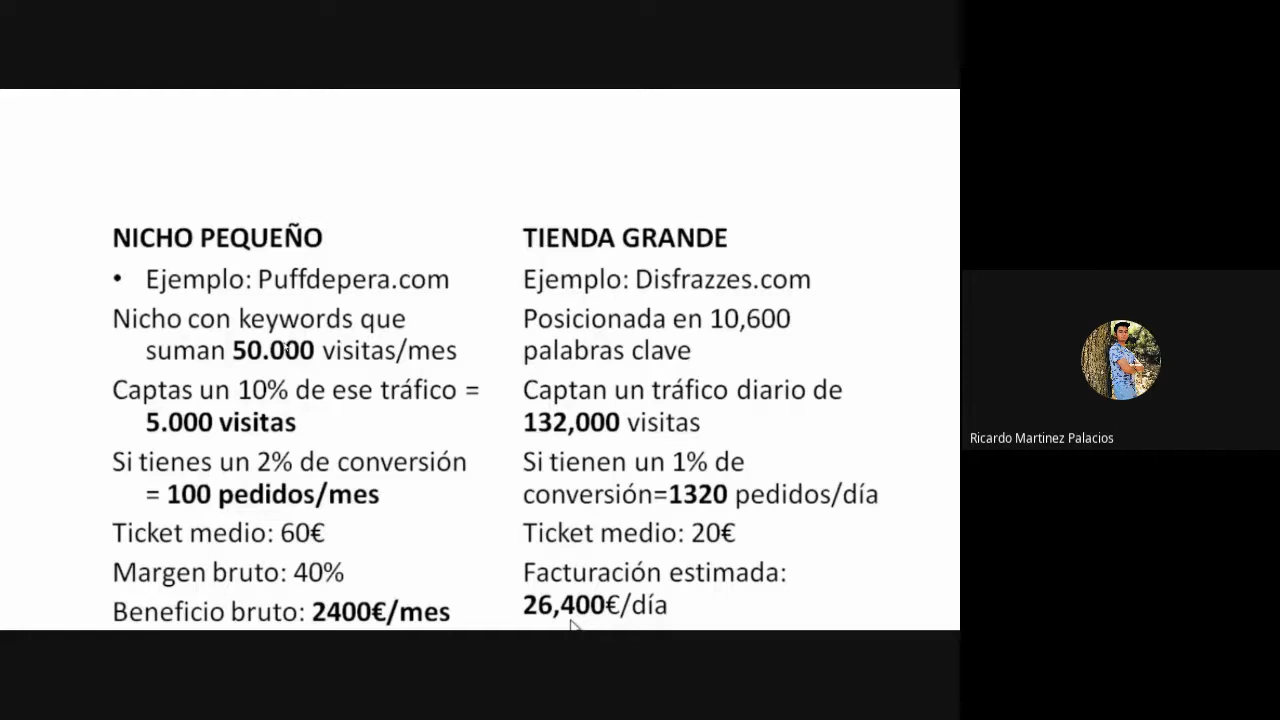 NICHO PEQUEÑO
• Ejemplo: Puffdepera.com
Nicho con keywords que
suman 50.000 visitas/mes
Captas un 10% de ese tráfico =
5.000 visitas
Si tienes un 2% de conversión
= 100 pedidos/mes
Ticket medio: 60€
Margen bruto: 40%
Beneficio bruto: 2400€/mes
TIENDA GRANDE
Ejemplo: Disfrazzes.com
Posicionada en 10,600
palabras clave
Captan un tráfico diario de
132,000 visitas
Si tienen un 1% de
conversión=1320 pedidos/día
Ticket medio: 20€
Facturación estimada:
26,400€/día
Ricardo Martinez Palacios